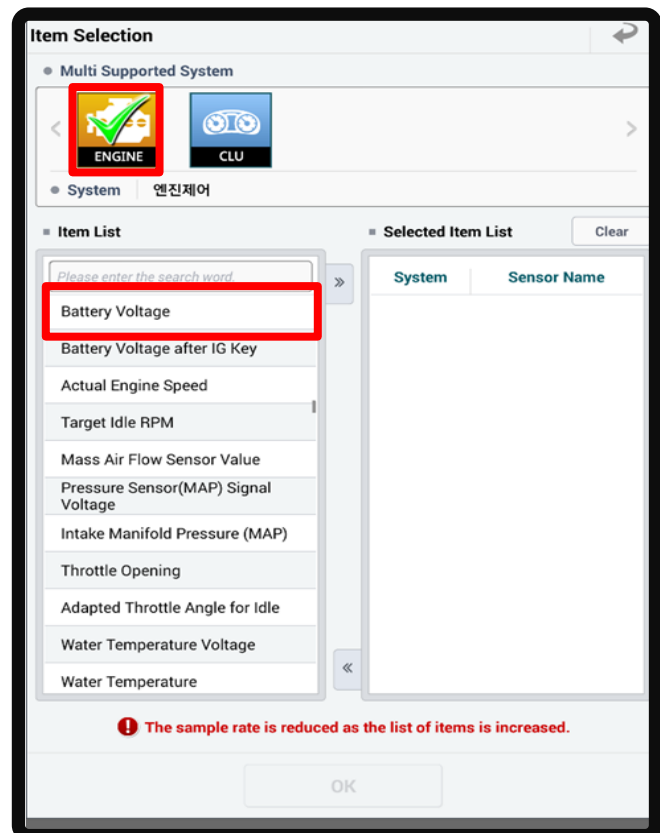 Item Selection
Multi Supported System
ENGINE
CLU
System 엔진제어
Item List
Selected Item List
Clear
Please enter the search word.
System Sensor Name
Battery Voltage
Battery Voltage after IG Key
Actual Engine Speed
Target Idle RPM
Mass Air Flow Sensor Value
Pressure Sensor(MAP) Signal
Voltage
Intake Manifold Pressure (MAP)
Throttle Opening
Adapted Throttle Angle for Idle
Water Temperature Voltage
Water Temperature
The sample rate is reduced as the list of items is increased.
OK